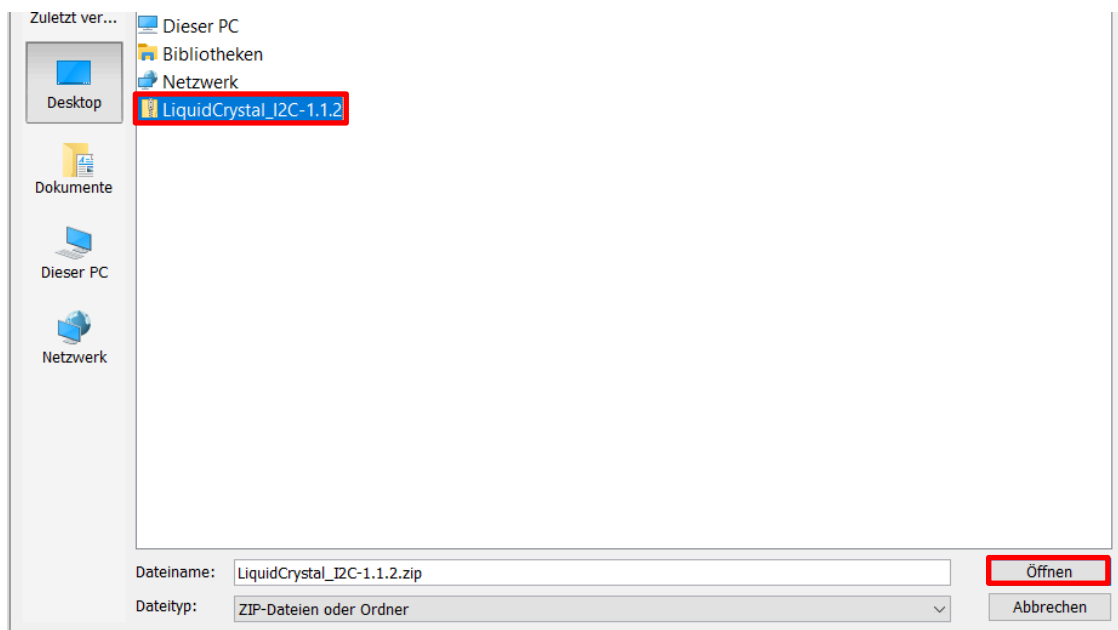 Zuletzt ver...
Desktop
Dokumente
Dieser PC
Netzwerk
Dieser PC
Bibliotheken
Netzwerk
LiquidCrystal_I2C-1.1.2
Dateiname: LiquidCrystal_I2C-1.1.2.zip Öffnen
Dateityp: ZIP-Dateien oder Ordner Abbrechen